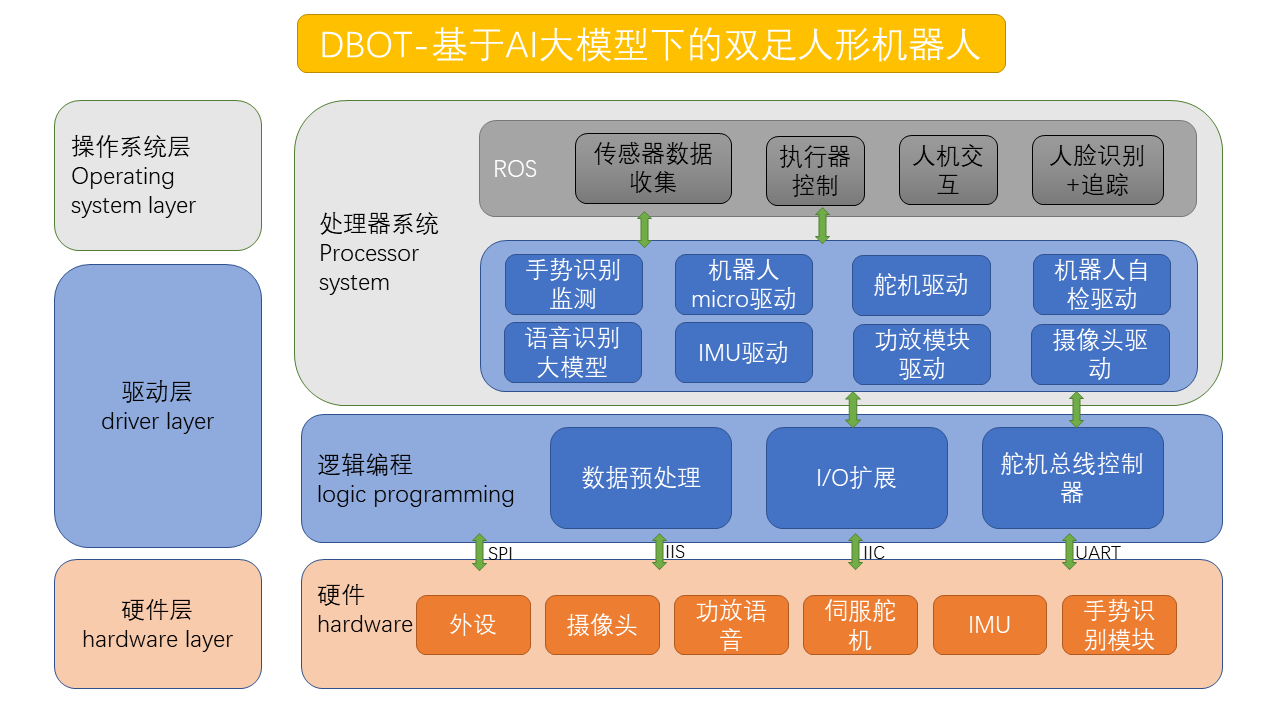 DBOT-基于AI大模型下的双足人形机器人
操作系统层
Operating
system layer
驱动层
driver layer
硬件层
hardware layer
处理器系统
Processor
system
ROS
传感器数据
收集
执行器
控制
人机交
互
人脸识别
+追踪
手势识别
监测
机器人
micro驱动
舵机驱动
机器人自
检驱动
语音识别
大模型
IMU驱动
功放模块
驱动
摄像头驱
动
逻辑编程
logic programming
数据预处理
I/O扩展
舵机总线控制
器
SPI
IIS
IIC
UART
硬件
hardware
外设
摄像头
功放语
音
伺服舵
机
IMU
手势识
别模块